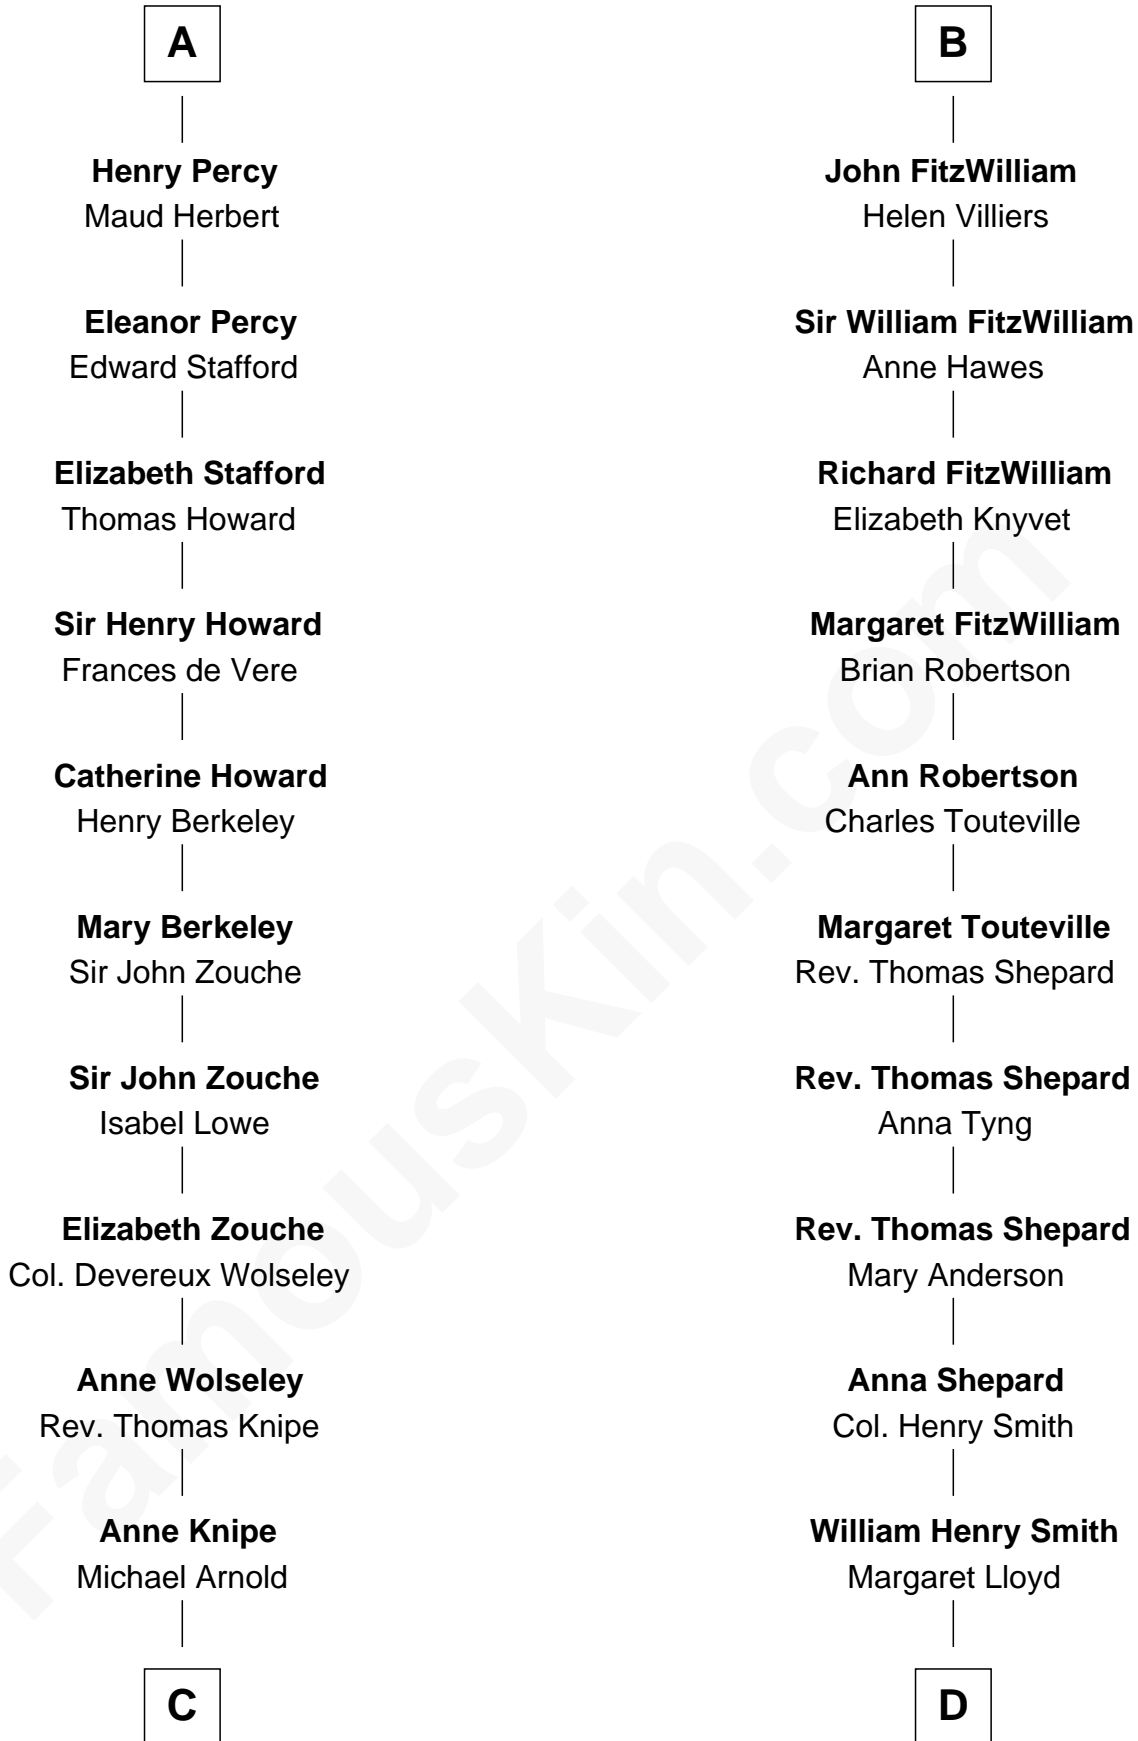 A
Henry Percy
Maud Herbert
Eleanor Percy
Edward Stafford
Elizabeth Stafford
Thomas Howard
Sir Henry Howard
Frances de Vere
Catherine Howard
Henry Berkeley
Mary Berkeley
Sir John Zouche
Sir John Zouche
Isabel Lowe
Elizabeth Zouche
Col. Devereux Wolseley
Anne Wolseley
Rev. Thomas Knipe
Anne Knipe
Michael Arnold
C
B
John FitzWilliam
Helen Villiers
Sir William FitzWilliam
Anne Hawes
Richard FitzWilliam
Elizabeth Knyvet
Margaret FitzWilliam
Brian Robertson
Ann Robertson
Charles Touteville
Margaret Touteville
Rev. Thomas Shepard
Rev. Thomas Shepard
Anna Tyng
Rev. Thomas Shepard
Mary Anderson
Anna Shepard
Col. Henry Smith
William Henry Smith
Margaret Lloyd
D
FamousKin.com